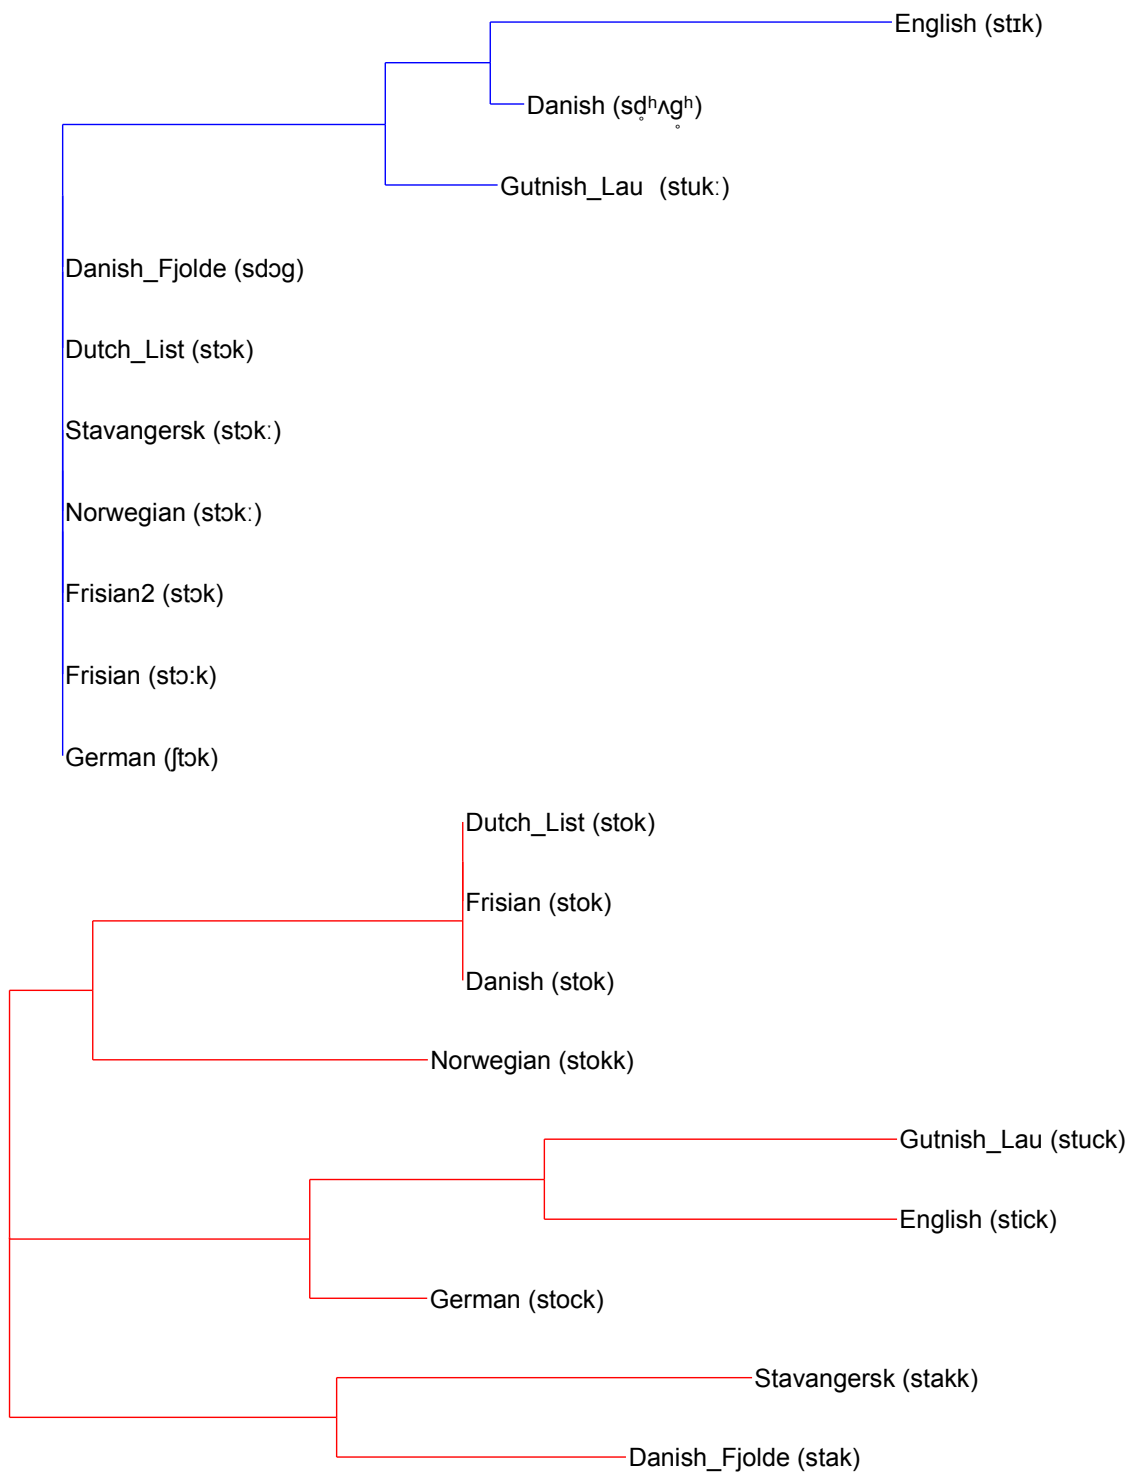 English (stɪk)
Danish (sd̥ʰʌg̥ʰ)
Gutnish_Lau (stukː)
Danish_Fjolde (sdɔg)
Dutch_List (stɔk)
Stavangersk (stɔkː)
Norwegian (stɔkː)
Frisian2 (stɔk)
Frisian (stɔ:k)
German (ʃtɔk)
Dutch_List (stok)
Frisian (stok)
Danish (stok)
Norwegian (stokk)
Gutnish_Lau (stuck)
English (stick)
German (stock)
Stavangersk (stakk)
Danish_Fjolde (stak)